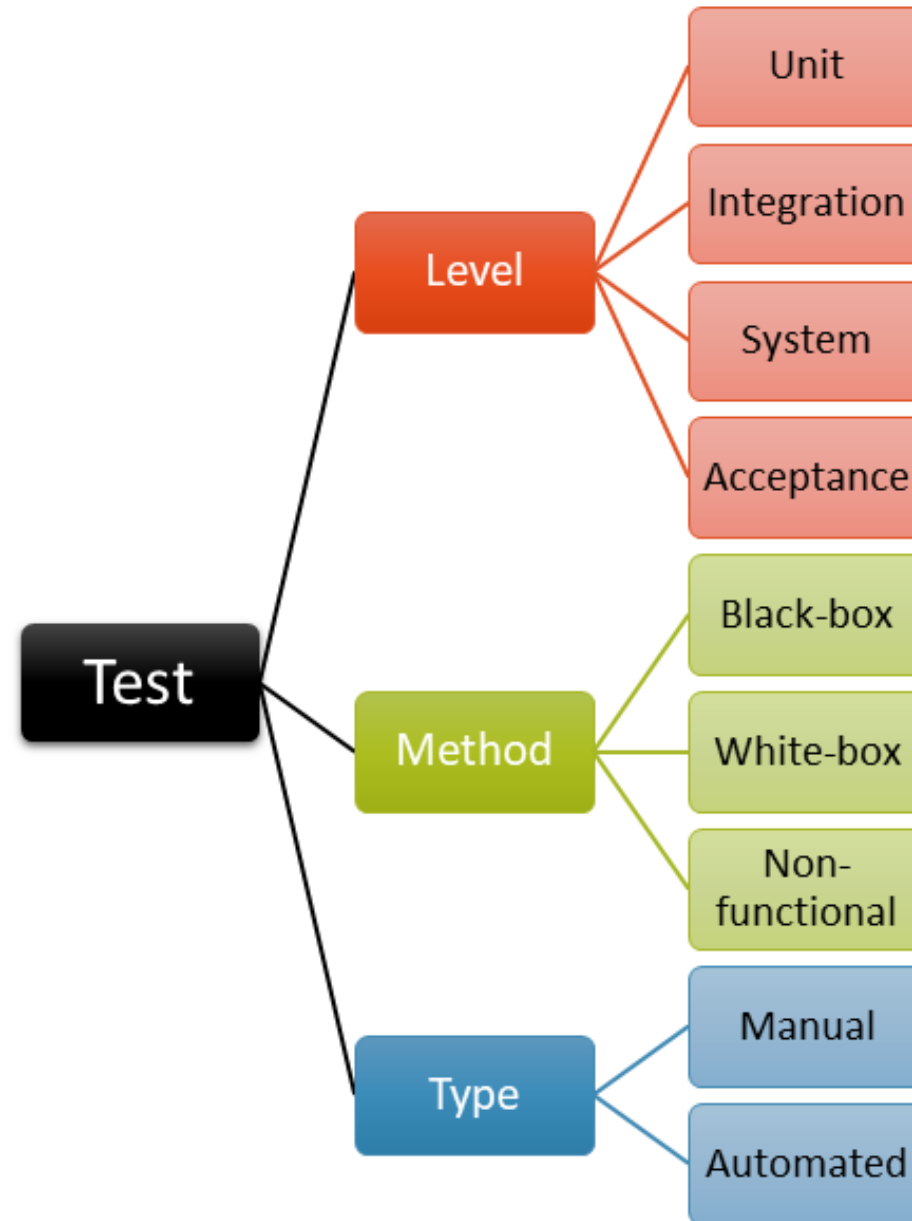 Test
Level
Unit
Integration
System
Acceptance
Method
Black-box
White-box
Non-
functional
Type
Manual
Automated